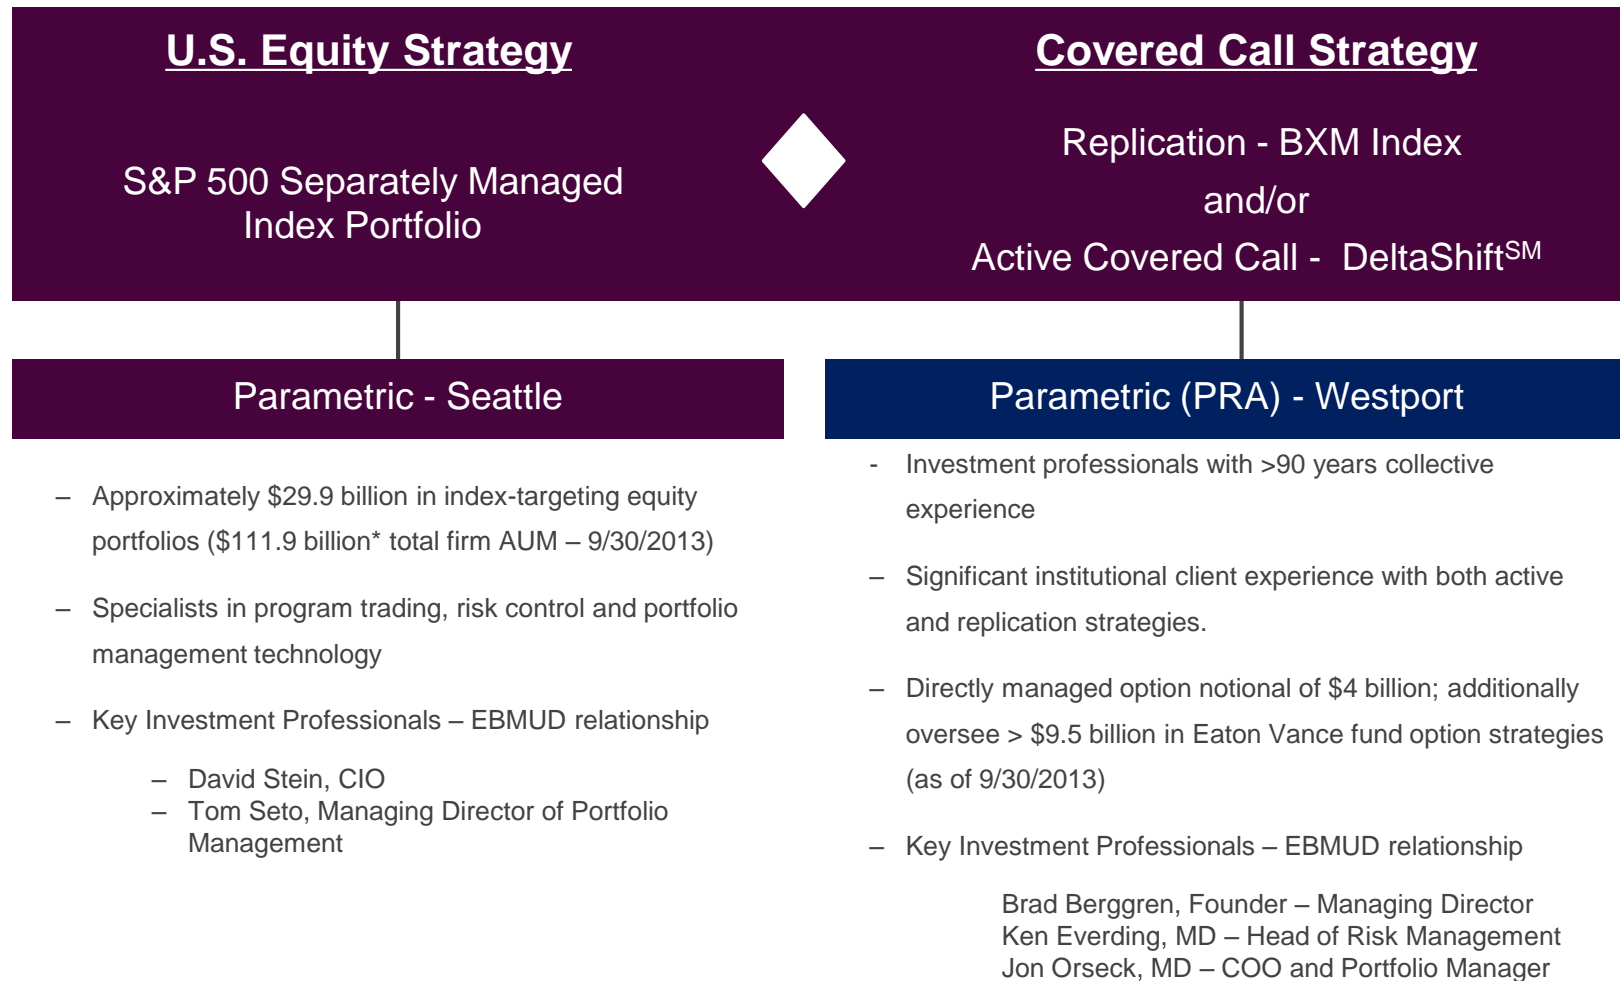 U.S. Equity Strategy
S&P 500 Separately Managed
Index Portfolio
Covered Call Strategy
Replication - BXM Index
and/or
Active Covered Call - DeltaShiftSM
Parametric - Seattle
– Approximately $29.9 billion in index-targeting equity
portfolios ($111.9 billion* total firm AUM – 9/30/2013)
– Specialists in program trading, risk control and portfolio
management technology
– Key Investment Professionals – EBMUD relationship
– David Stein, CIO
– Tom Seto, Managing Director of Portfolio
Management
Parametric (PRA) - Westport
- Investment professionals with >90 years collective
experience
– Significant institutional client experience with both active
and replication strategies.
– Directly managed option notional of $4 billion; additionally
oversee > $9.5 billion in Eaton Vance fund option strategies
(as of 9/30/2013)
– Key Investment Professionals – EBMUD relationship
Brad Berggren, Founder – Managing Director
Ken Everding, MD – Head of Risk Management
Jon Orseck, MD – COO and Portfolio Manager